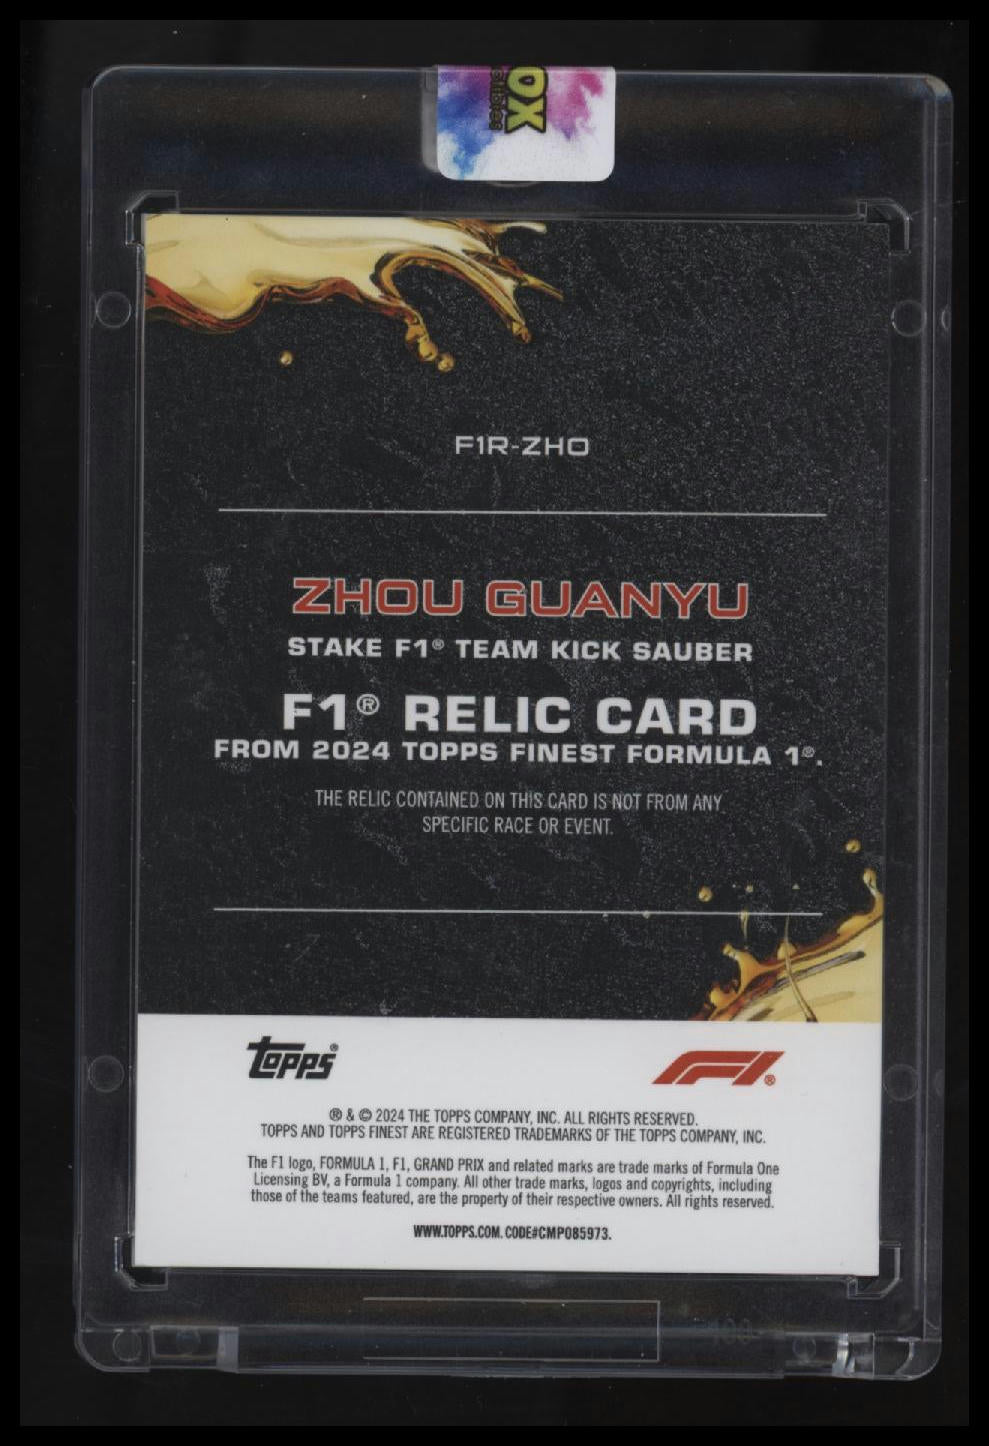 OX
F1R-ZHO
ZHOU GUANYU
STAKE F1® TEAM KICK SAUBER
F1® RELIC CARD
FROM 2024 TOPPS FINEST FORMULA 1®.
THE RELIC CONTAINED ON THIS CARD IS NOT FROM ANY
SPECIFIC RACE OR EVENT.
Topps® F1®
® & © 2024 THE TOPPS COMPANY, INC. ALL RIGHTS RESERVED.
TOPPS AND TOPPS FINEST ARE REGISTERED TRADEMARKS OF THE TOPPS COMPANY, INC.
The F1 logo, FORMULA 1, F1, GRAND PRIX and related marks are trade marks of Formula One
Licensing BV, a Formula 1 company. All other trade marks, logos and copyrights, including
those of the teams featured, are the property of their respective owners. All rights reserved.
WWW.TOPPS.COM. CODE#CMP085973.